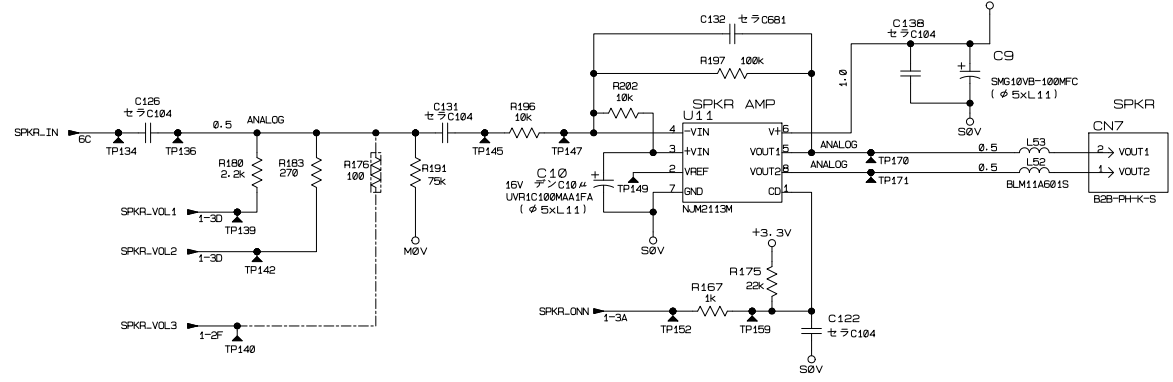 C132
セラC681
R197 100k
R202
10k
C138
セラC104
C9
SMG10VB-100MFC
(φ5xL11)
S0V
1.0
C126
セラC104
SPKR_IN
6C
TP134
TP136
0.5
ANALOG
C131
セラC104
TP145
R196
10k
TP147
SPKR AMP
U11
4 -VIN
3 +VIN
2 VREF
7 GND
V+ 6
VOUT1 5
VOUT2 8
CD 1
NJM2113M
ANALOG
ANALOG
TP170
TP171
0.5
0.5
L53
L52
BLM11A601S
SPKR
CN7
2 VOUT1
1 VOUT2
B2B-PH-K-S
R180
2.2k
R183
270
R176
100
R191
75k
M0V
C10
16V デンC10μ
UVR1C100MAA1FA
(φ5xL11)
TP149
S0V
SPKR_VOL1
1-3D
TP139
SPKR_VOL2
1-3D
TP142
SPKR_VOL3
1-2F
TP140
+3.3V
R175
22k
SPKR_ONN
1-3A
TP152
R167
1k
TP159
C122
セラC104
S0V